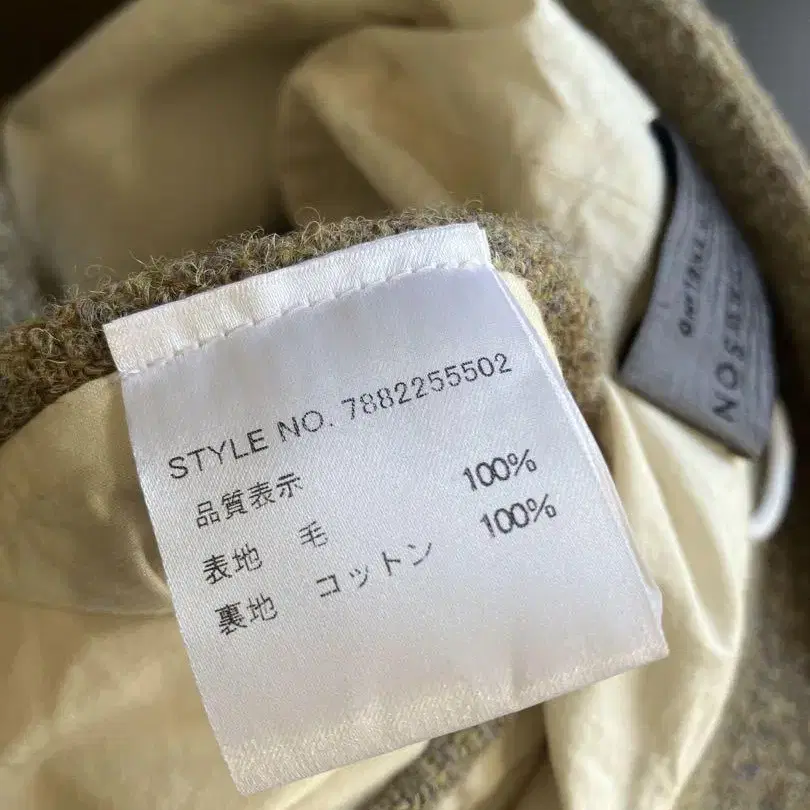 STYLE NO. 7882255502
品質表示
表地 毛 100%
裏地 コットン 100%